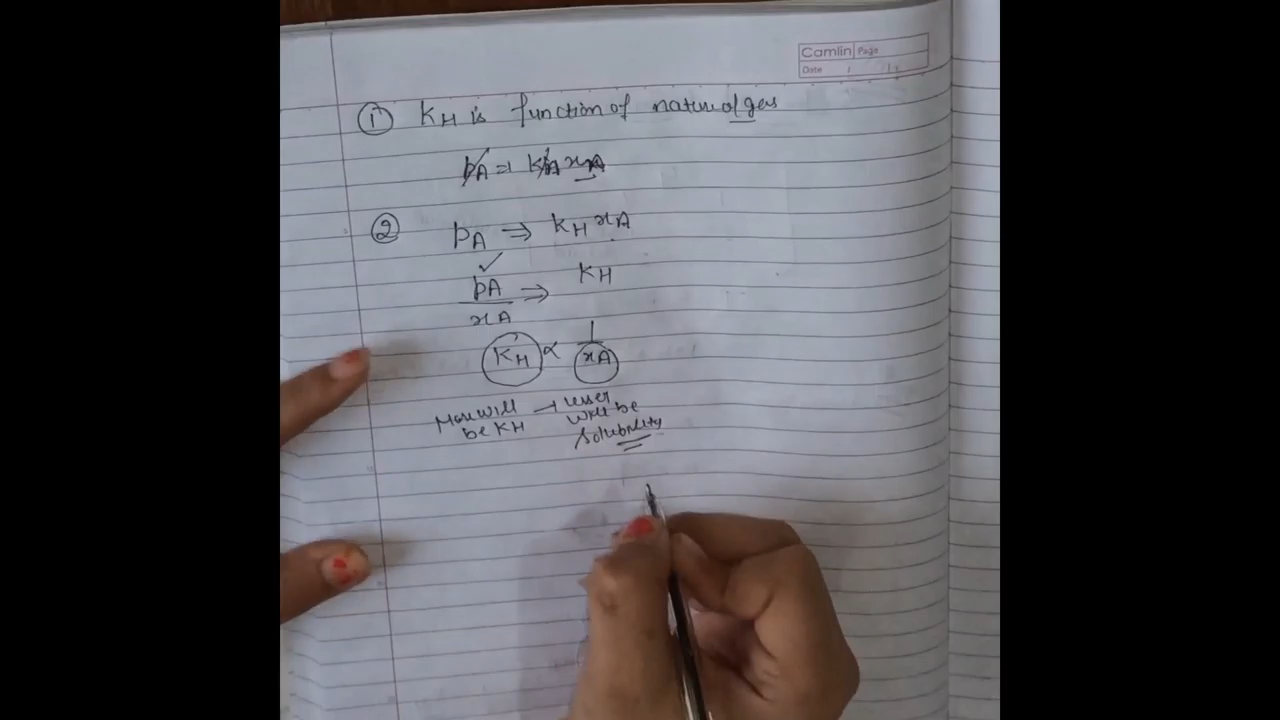 Camlin Page
Date / /
① KH is function of nature of gas
pA = KH xA
② pA ⇒ KH xA
✓
pA/xA ⇒ KH
KH ∝ 1/xA
More will → lesser
be KH will be
Solubility